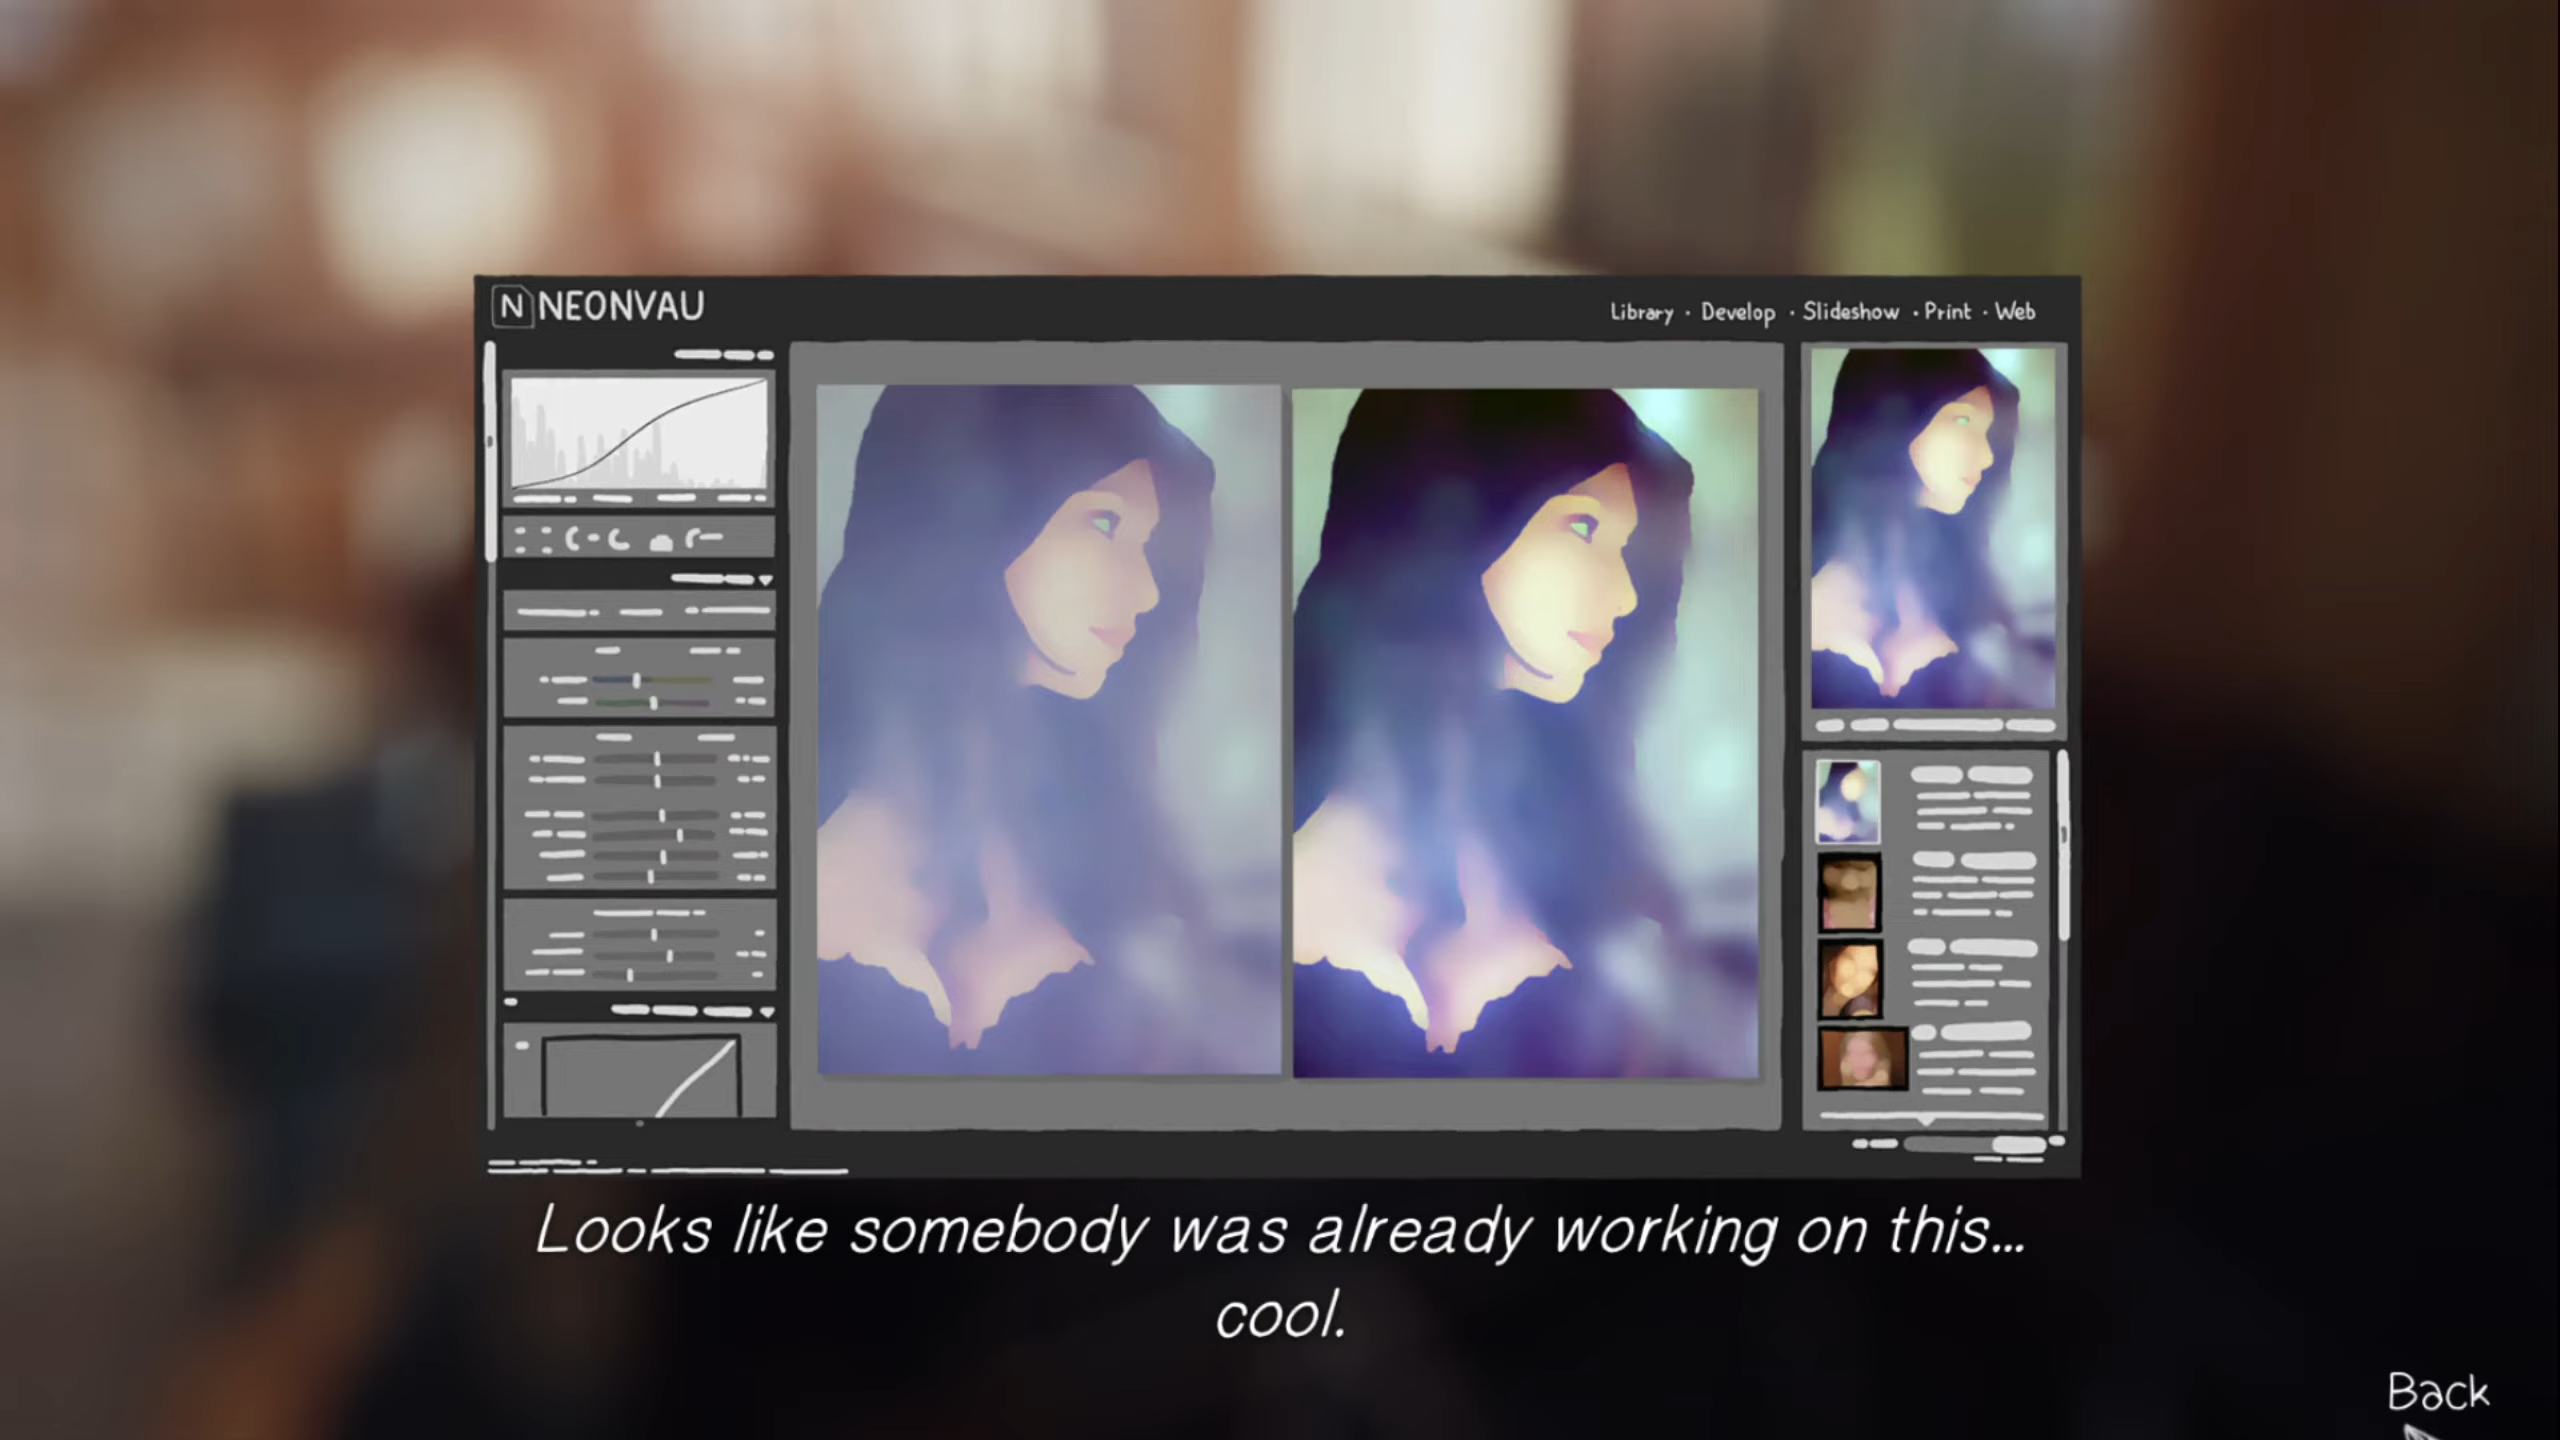 N NEONVAU
Library · Develop · Slideshow · Print · Web
Looks like somebody was already working on this...
cool.
Back